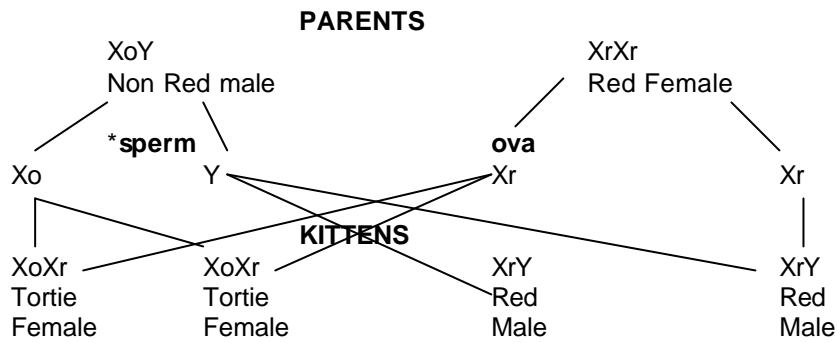 PARENTS
XoY XrXr
Non Red male Red Female
*sperm ova
Xo Y Xr Xr
KITTENS
XoXr XoXr XrY XrY
Tortie Tortie Red Red
Female Female Male Male